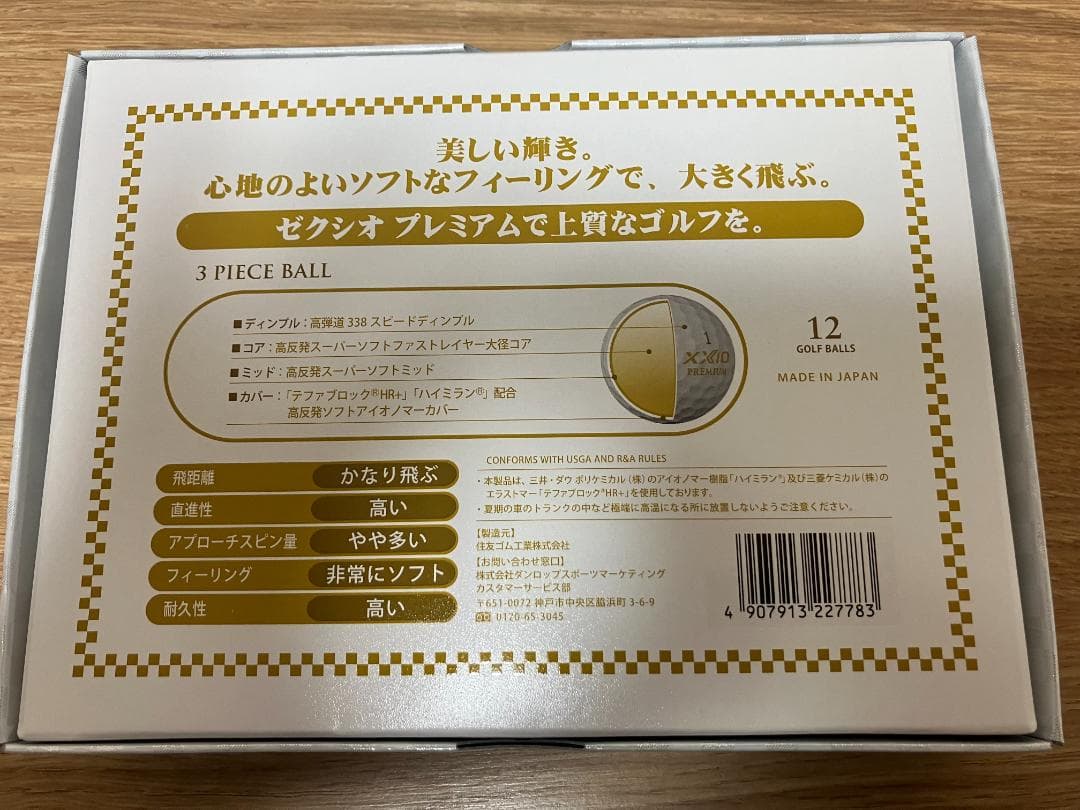 美しい輝き。
心地のよいソフトなフィーリングで、大きく飛ぶ。
ゼクシオ プレミアムで上質なゴルフを。
3 PIECE BALL
■ディンプル：高弾道338スピードディンプル
■コア：高反発スーパーソフトファストレイヤー大径コア
■ミッド：高反発スーパーソフトミッド
■カバー：「テファブロック®HR+」「ハイミラン®」配合
高反発ソフトアイオノマーカバー
1
XXIO
PREMIUM
12
GOLF BALLS
MADE IN JAPAN
飛距離 かなり飛ぶ
直進性 高い
アプローチスピン量 やや多い
フィーリング 非常にソフト
耐久性 高い
CONFORMS WITH USGA AND R&A RULES
・本製品は、三井・ダウ ポリケミカル（株）のアイオノマー樹脂「ハイミラン®」及び三菱ケミカル（株）の
エラストマー「テファブロック®HR+」を使用しております。
・夏期の車のトランクの中など極端に高温になる所に放置しないようご注意ください。
【製造元】
住友ゴム工業株式会社
【お問い合わせ窓口】
株式会社ダンロップスポーツマーケティング
カスタマーサービス部
〒651-0072 神戸市中央区脇浜町3-6-9
0120-65-3045
4 907913 227783